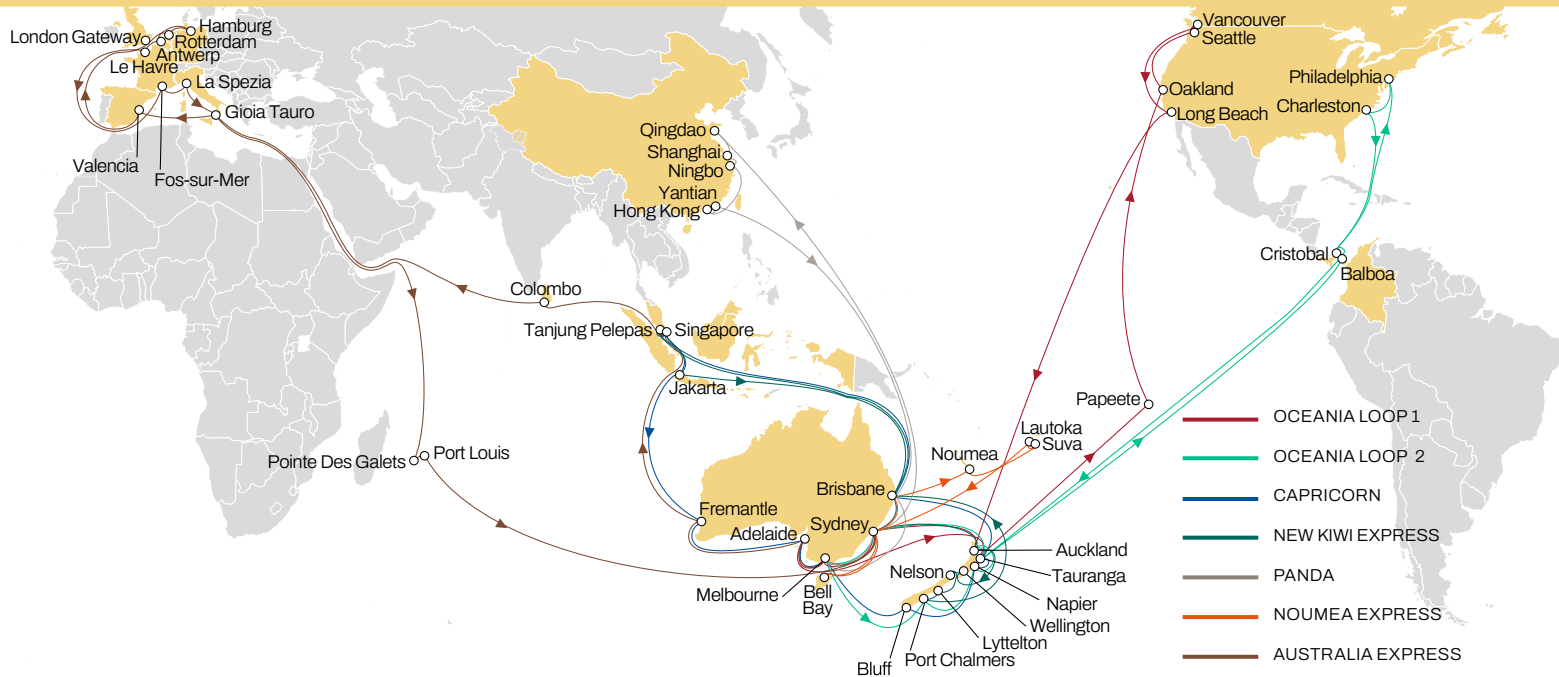 Hamburg
London Gateway
Rotterdam
Antwerp
Le Havre
La Spezia
Gioia Tauro
Valencia
Fos-sur-Mer
Qingdao
Shanghai
Ningbo
Yantian
Hong Kong
Vancouver
Seattle
Oakland
Long Beach
Philadelphia
Charleston
Cristobal
Balboa
Colombo
Tanjung Pelepas
Singapore
Jakarta
Papeete
Lautoka
Suva
Noumea
Pointe Des Galets
Port Louis
Brisbane
Fremantle
Adelaide
Sydney
Melbourne
Bell
Bay
Nelson
Auckland
Tauranga
Napier
Wellington
Lyttelton
Port Chalmers
Bluff
OCEANIA LOOP 1
OCEANIA LOOP 2
CAPRICORN
NEW KIWI EXPRESS
PANDA
NOUMEA EXPRESS
AUSTRALIA EXPRESS